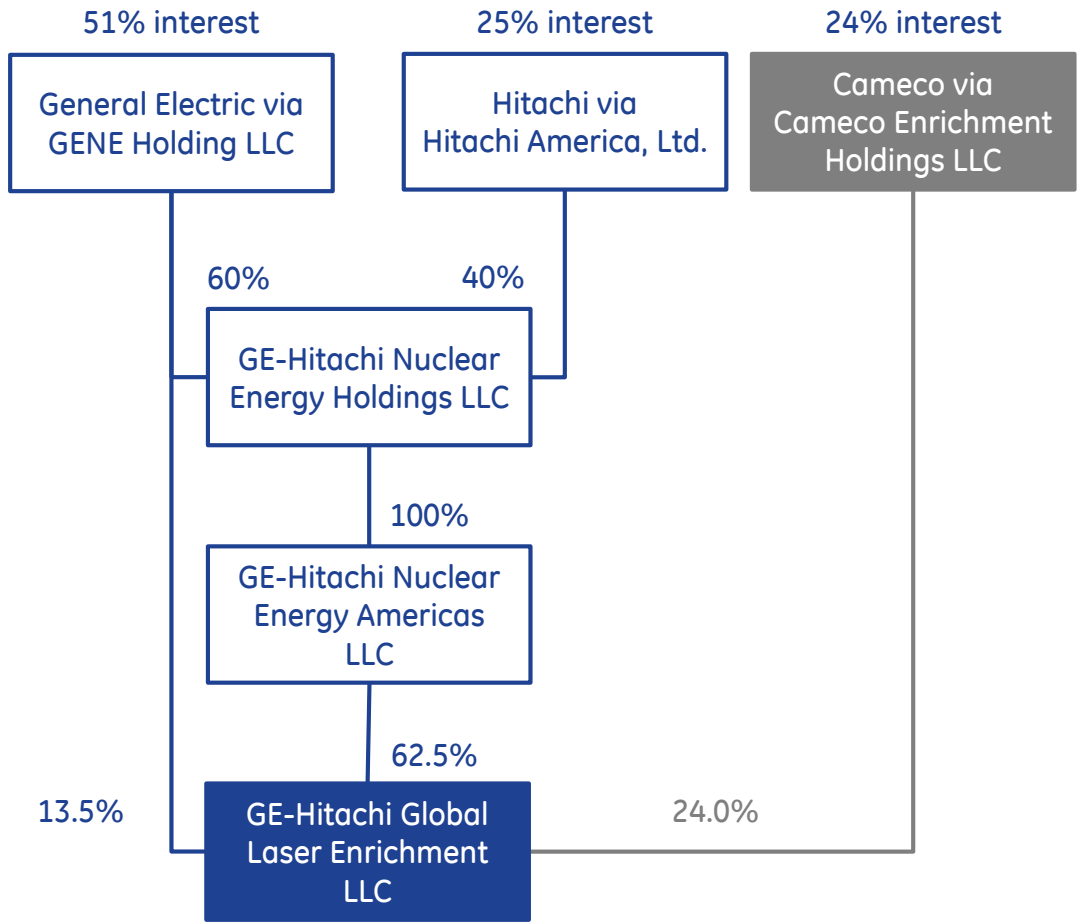 51% interest
25% interest
24% interest
General Electric via
GENE Holding LLC
Hitachi via
Hitachi America, Ltd.
Cameco via
Cameco Enrichment
Holdings LLC
60%
40%
GE-Hitachi Nuclear
Energy Holdings LLC
100%
GE-Hitachi Nuclear
Energy Americas
LLC
62.5%
13.5%
24.0%
GE-Hitachi Global
Laser Enrichment
LLC